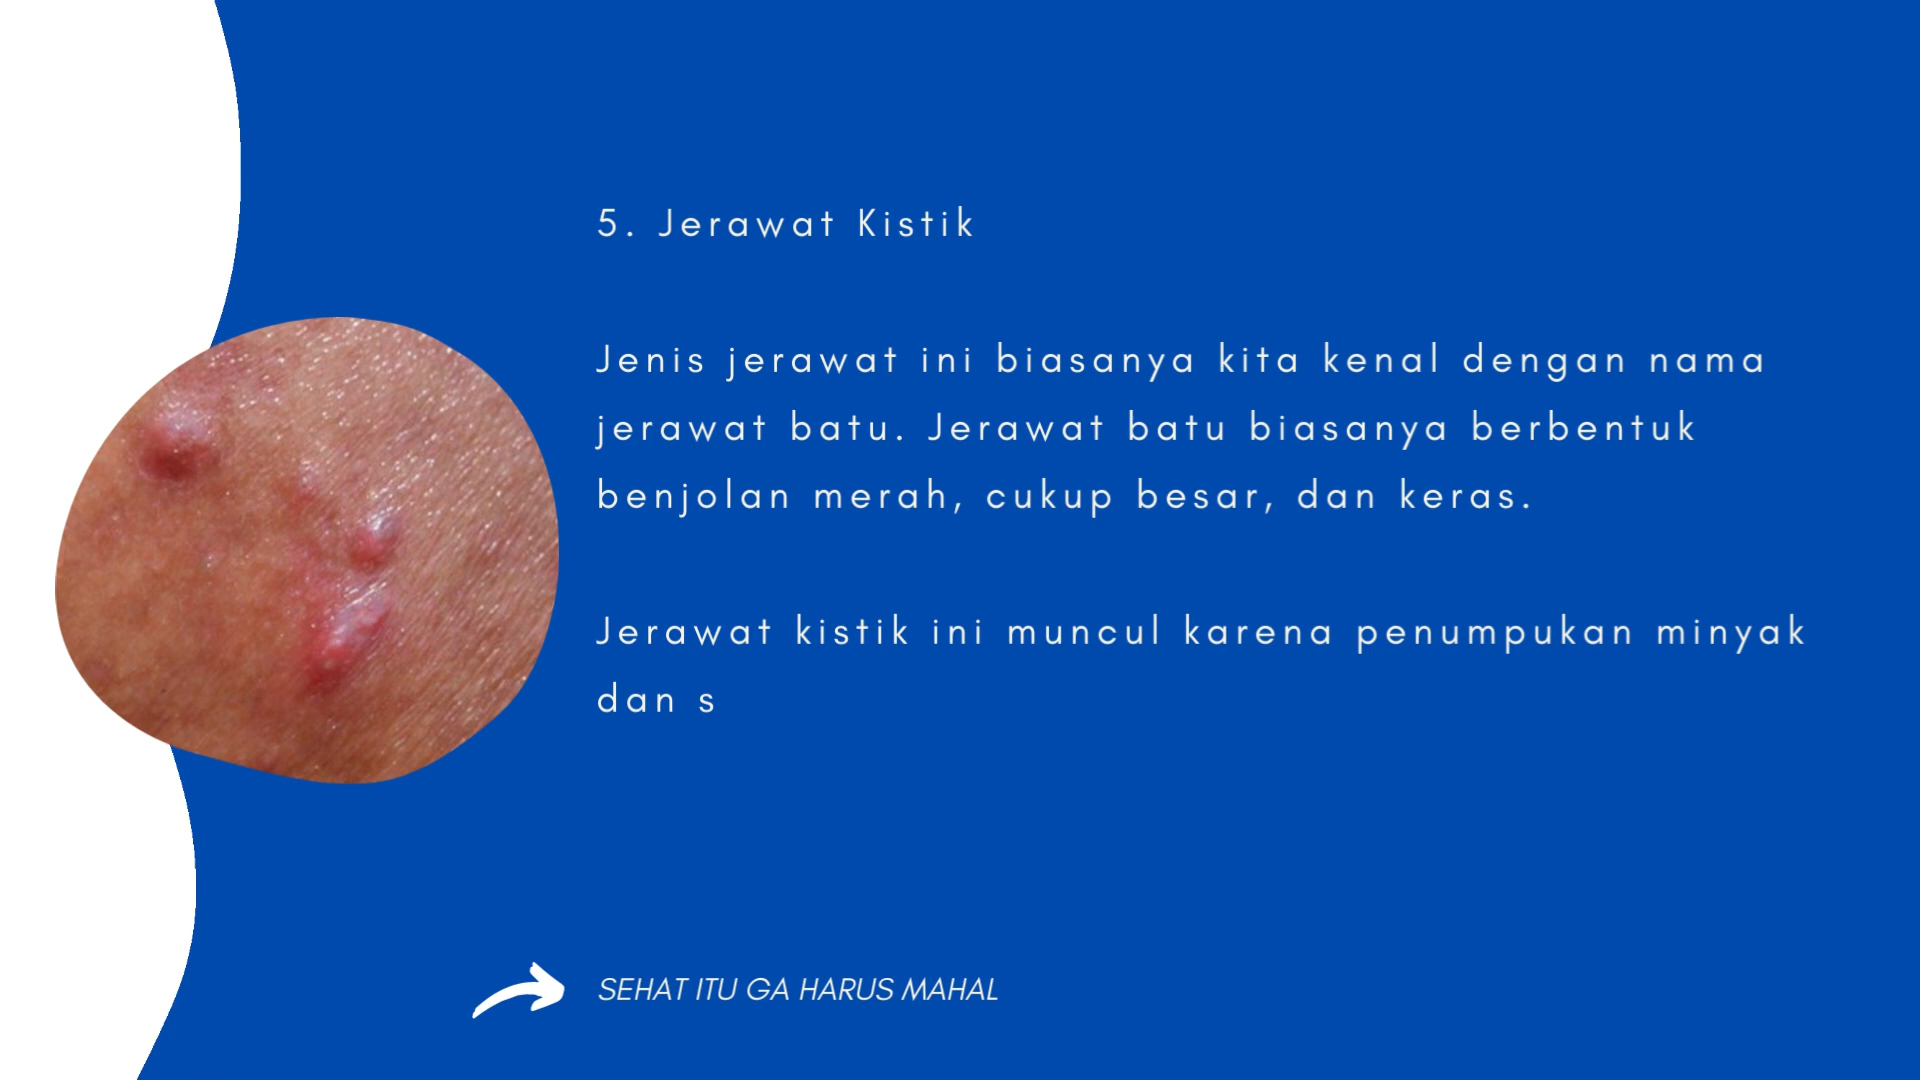 5. Jerawat Kistik
Jenis jerawat ini biasanya kita kenal dengan nama
jerawat batu. Jerawat batu biasanya berbentuk
benjolan merah, cukup besar, dan keras.
Jerawat kistik ini muncul karena penumpukan minyak
dan s
SEHAT ITU GA HARUS MAHAL